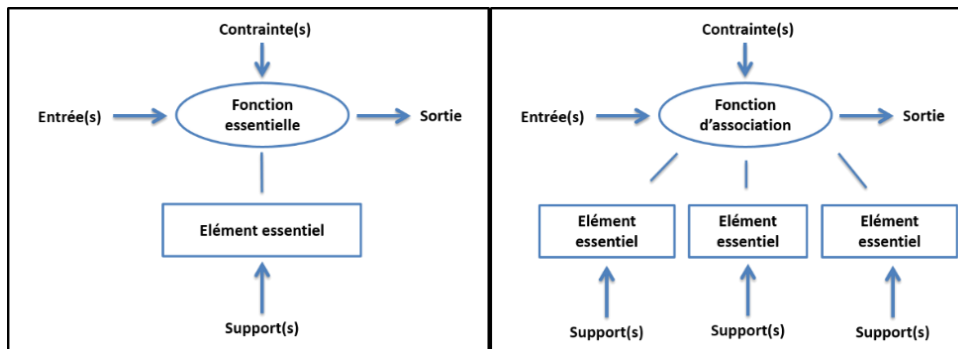 Contrainte(s)
Entrée(s)
Fonction
essentielle
Sortie
Elément essentiel
Support(s)
Contrainte(s)
Entrée(s)
Fonction
d'association
Sortie
Elément
essentiel
Elément
essentiel
Elément
essentiel
Support(s)
Support(s)
Support(s)